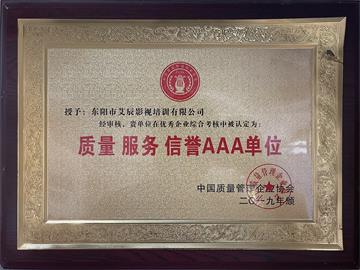 授予：东阳市艾辰影视培训有限公司
经审核，贵单位在优秀企业综合考核中被认定为：
质量 服务 信誉AAA单位
中国质量管理企业协会
二〇一九年颁